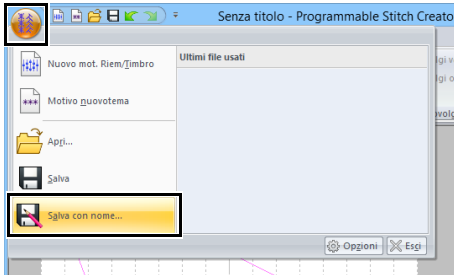 Senza titolo - Programmable Stitch Creato
Ultimi file usati
Nuovo mot. Riem/Timbro
Motivo nuovotema
Apri...
Salva
Salva con nome...
Opzioni
Esci